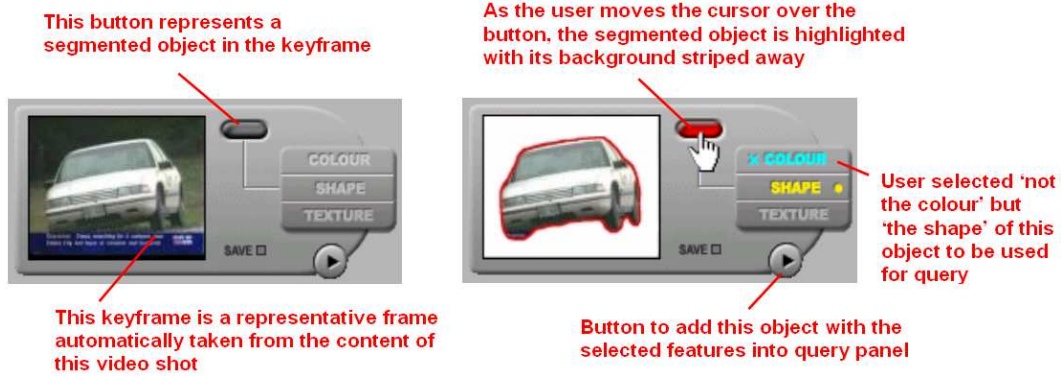 This button represents a
segmented object in the keyframe
As the user moves the cursor over the
button, the segmented object is highlighted
with its background striped away
COLOUR
SHAPE
TEXTURE
SAVE
× COLOUR
SHAPE
TEXTURE
SAVE
User selected ‘not
the colour’ but
‘the shape’ of this
object to be used
for query
This keyframe is a representative frame
automatically taken from the content of
this video shot
Button to add this object with the
selected features into query panel